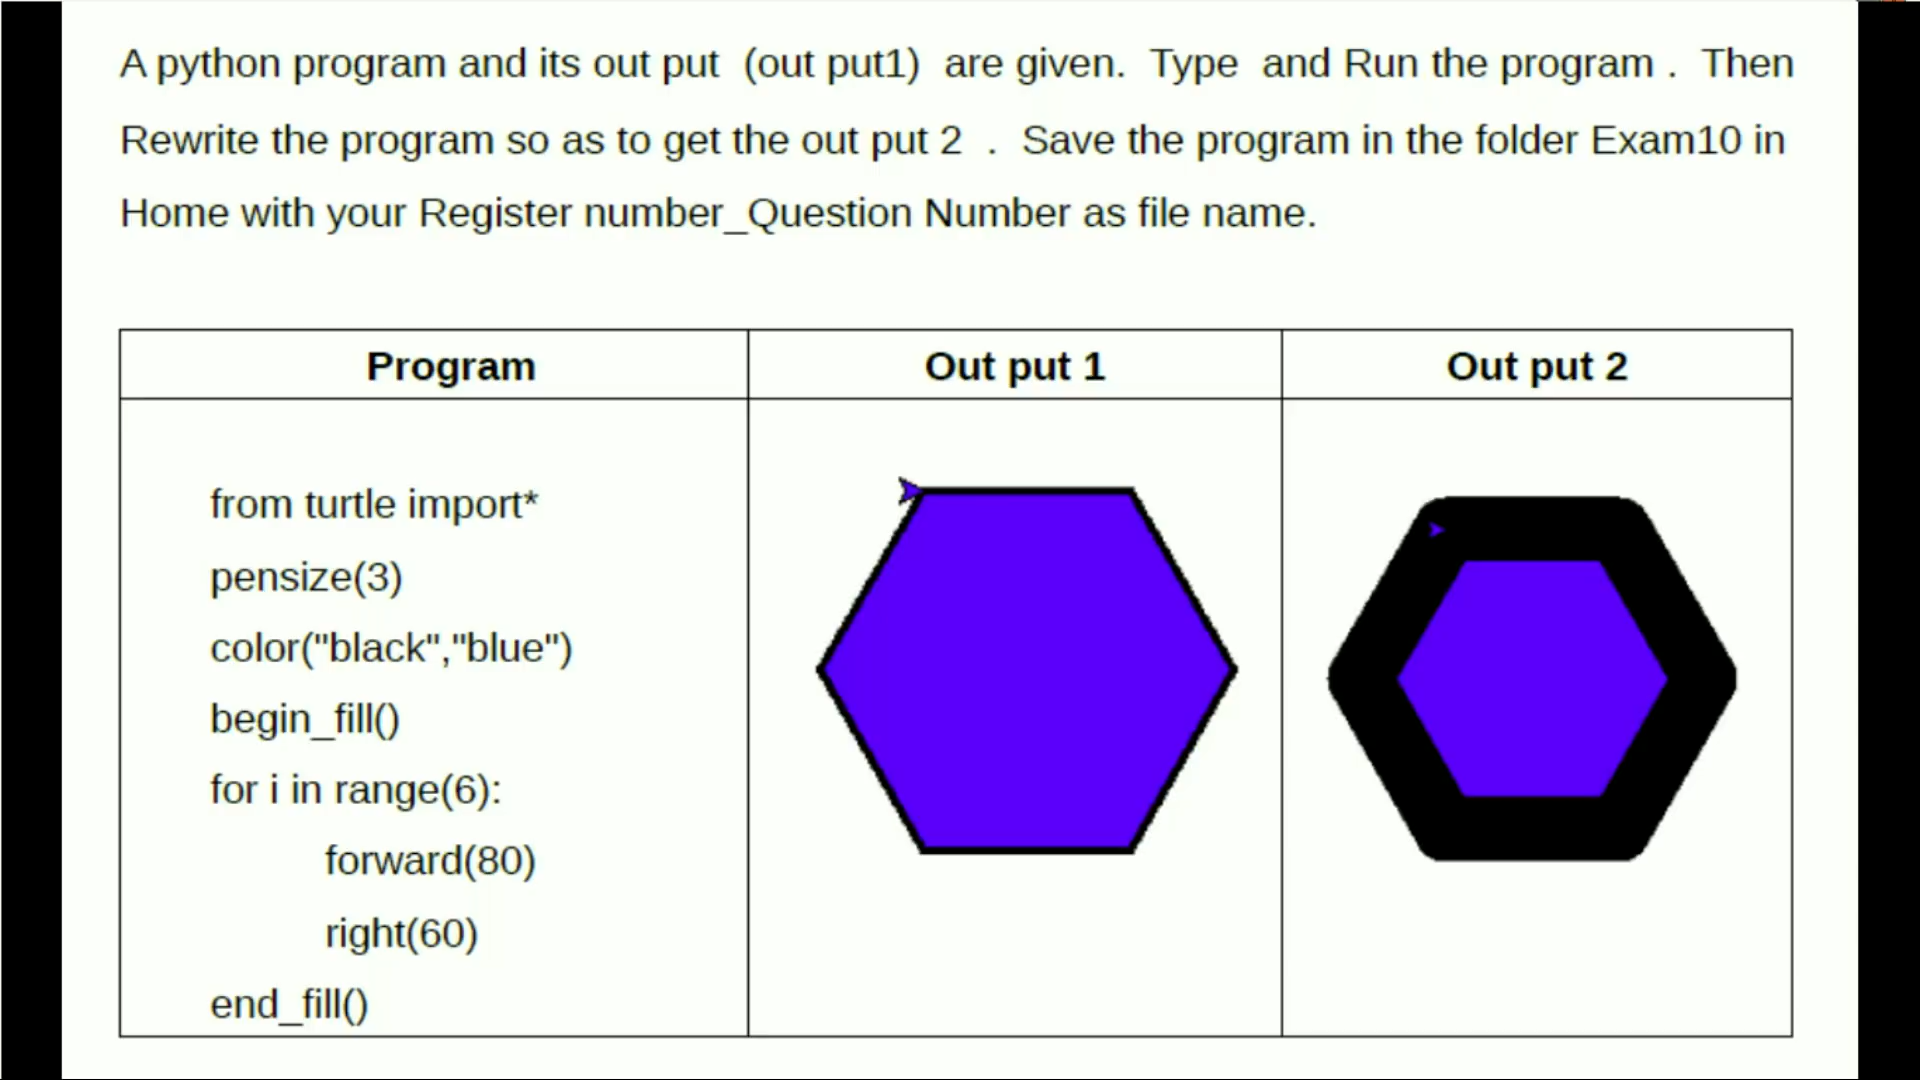 A python program and its out put (out put1) are given. Type and Run the program . Then
Rewrite the program so as to get the out put 2 . Save the program in the folder Exam10 in
Home with your Register number_Question Number as file name.
Program Out put 1 Out put 2
from turtle import*
pensize(3)
color("black","blue")
begin_fill()
for i in range(6):
forward(80)
right(60)
end_fill()